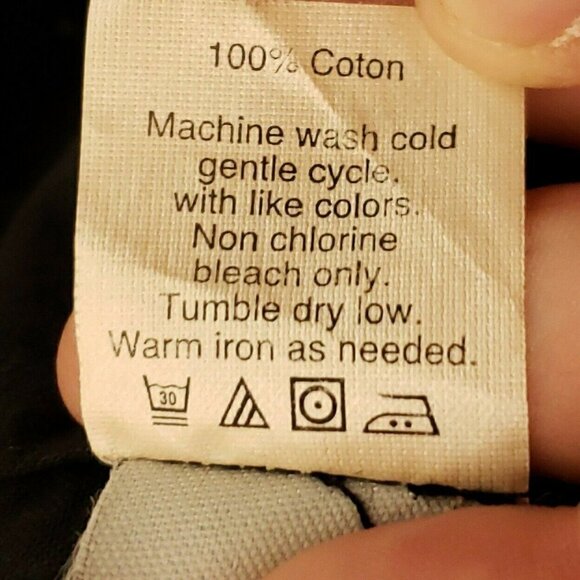 100% Coton
Machine wash cold
gentle cycle.
with like colors.
Non chlorine
bleach only.
Tumble dry low.
Warm iron as needed.
30